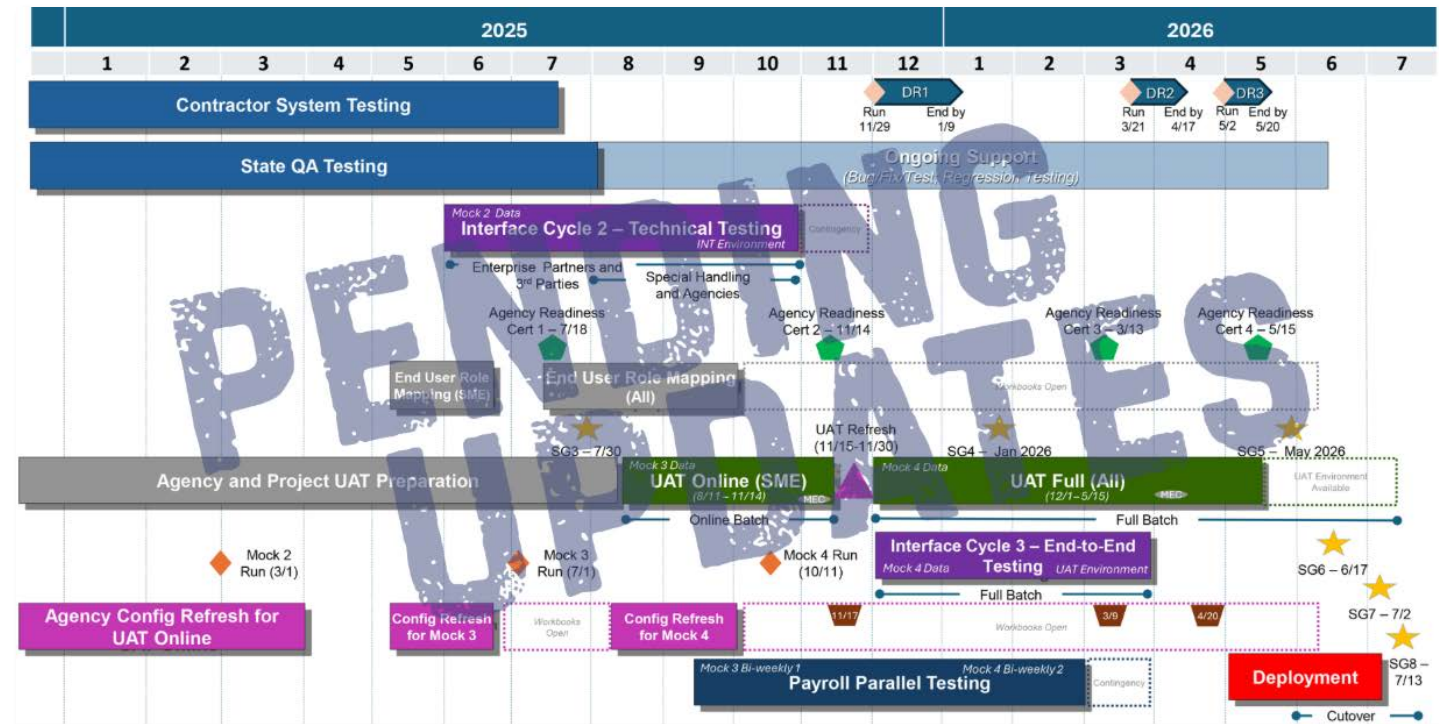 2025
2026
1 2 3 4 5 6 7 8 9 10 11 12 1 2 3 4 5 6 7
Contractor System Testing
DR1
DR2
DR3
Run
11/29
End by
1/9
Run
3/21
End by
4/17
Run
5/2
End by
5/20
State QA Testing
Ongoing Support
(Bug/Fix/Test, Regression Testing)
Mock 2 Data
Interface Cycle 2 – Technical Testing
INT Environment
Contingency
Enterprise Partners and
3rd Parties
Special Handling
and Agencies
PENDING
UPDATES
Agency Readiness
Cert 1 – 7/18
Agency Readiness
Cert 2 – 11/14
Agency Readiness
Cert 3 – 3/13
Agency Readiness
Cert 4 – 5/15
End User Role
Mapping (SME)
End User Role Mapping
(All)
Workbooks Open
SG3 – 7/30
UAT Refresh
(11/15-11/30)
SG4 – Jan 2026
SG5 – May 2026
Agency and Project UAT Preparation
Mock 3 Data
UAT Online (SME)
(8/11 – 11/14)
MEC
Mock 4 Data
UAT Full (All)
(12/1– 5/15)
MEC
UAT Environment
Available
Online Batch
Full Batch
Mock 2
Run (3/1)
Mock 3
Run (7/1)
Mock 4 Run
(10/11)
Interface Cycle 3 – End-to-End
Testing
Mock 4 Data
UAT Environment
Full Batch
SG6 – 6/17
SG7 – 7/2
SG8 –
7/13
Agency Config Refresh for
UAT Online
Config Refresh
for Mock 3
Workbooks
Open
Config Refresh
for Mock 4
11/17
Workbooks Open
3/9
4/20
Mock 3 Bi-weekly 1
Payroll Parallel Testing
Mock 4 Bi-weekly 2
Contingency
Deployment
Cutover